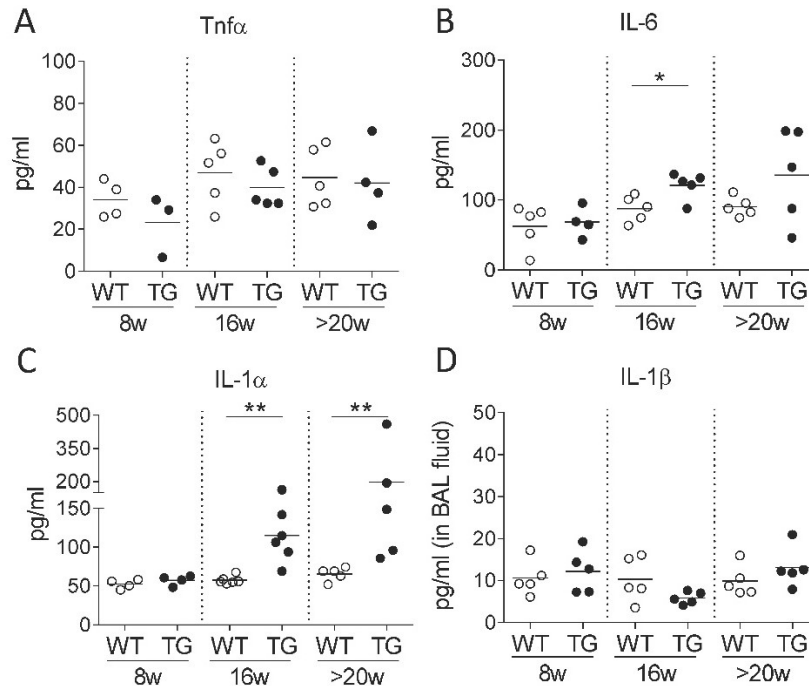 A
Tnfα
100
80
60
40
20
0
pg/ml
WT TG WT TG WT TG
8w 16w >20w
B
IL-6
300
200
100
0
pg/ml
*
WT TG WT TG WT TG
8w 16w >20w
C
IL-1α
500
350
200
150
100
50
0
pg/ml
** **
WT TG WT TG WT TG
8w 16w >20w
D
IL-1β
50
40
30
20
10
0
pg/ml (in BAL fluid)
WT TG WT TG WT TG
8w 16w >20w